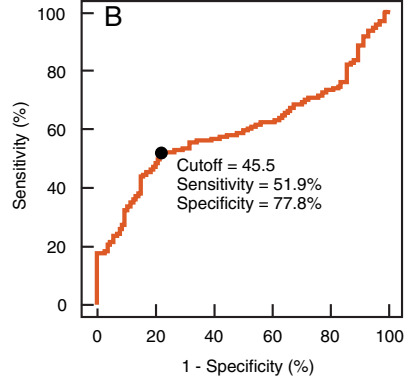 B
100
80
60
40
20
0
Sensitivity (%)
Cutoff = 45.5
Sensitivity = 51.9%
Specificity = 77.8%
0 20 40 60 80 100
1 - Specificity (%)